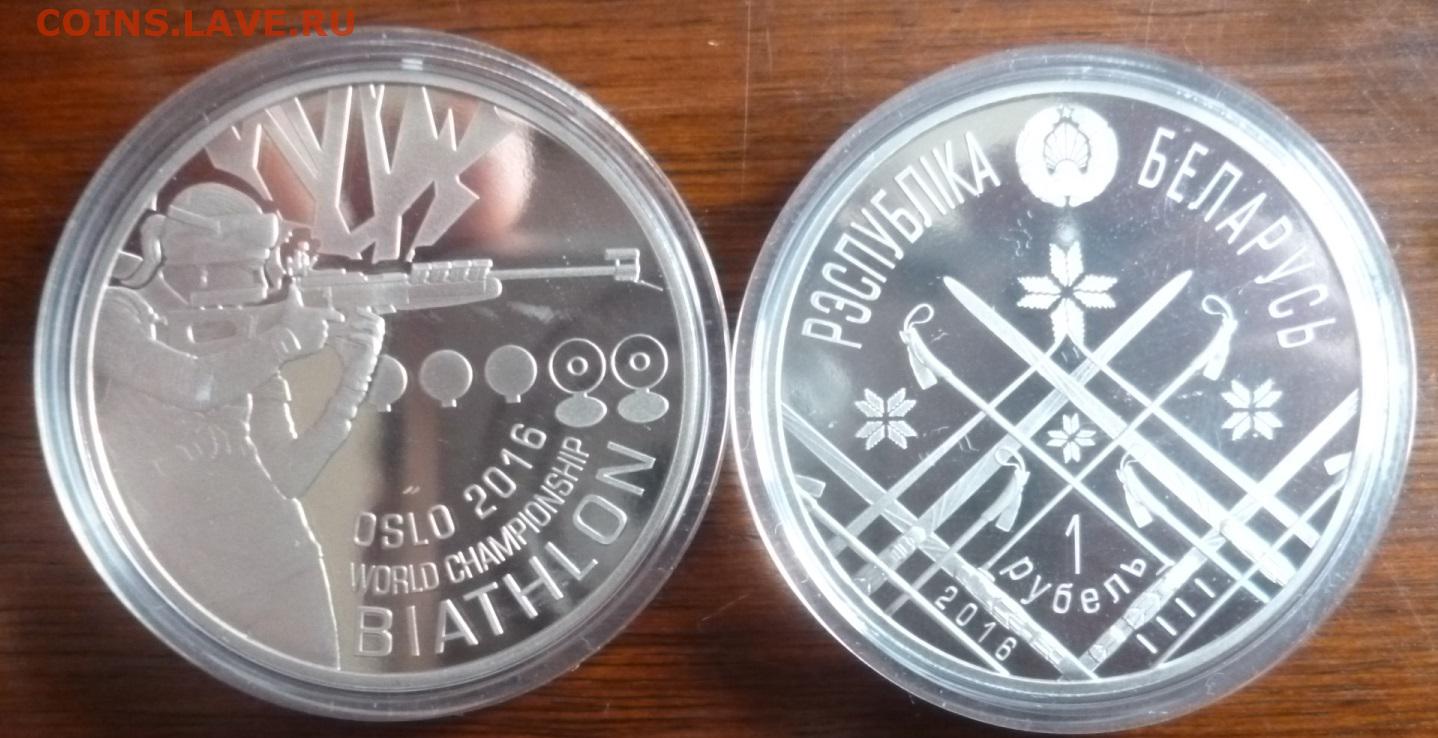 COINS.LAVE.RU
OSLO 2016
WORLD CHAMPIONSHIP
BIATHLON
РЭСПУБЛІКА БЕЛАРУСЬ
1
рубель
2016